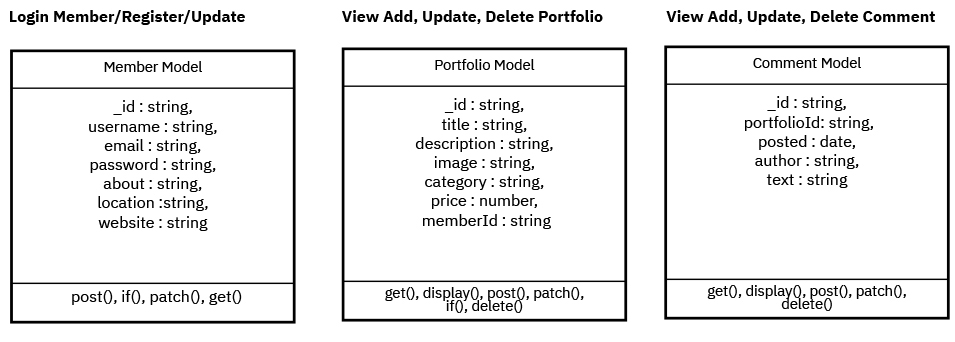 Login Member/Register/Update
Member Model
_id : string,
username : string,
email : string,
password : string,
about : string,
location :string,
website : string
post(), if(), patch(), get()
View Add, Update, Delete Portfolio
Portfolio Model
_id : string,
title : string,
description : string,
image : string,
category : string,
price : number,
memberId : string
get(), display(), post(), patch(),
if(), delete()
View Add, Update, Delete Comment
Comment Model
_id : string,
portfolioId: string,
posted : date,
author : string,
text : string
get(), display(), post(), patch(),
delete()